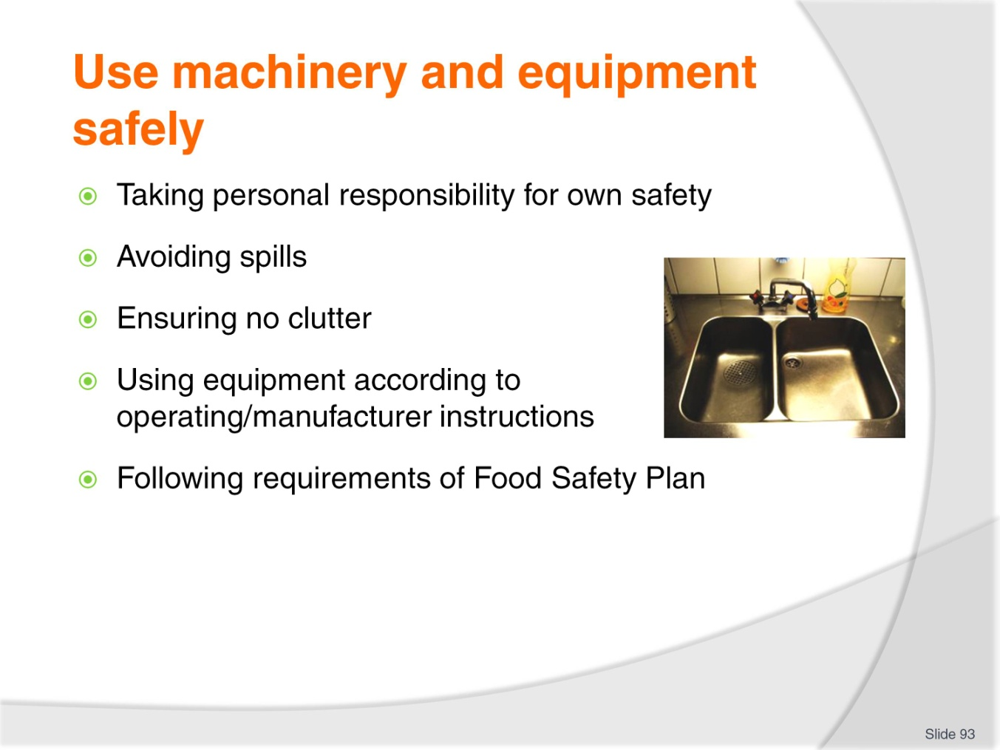 Use machinery and equipment
safely
Taking personal responsibility for own safety
Avoiding spills
Ensuring no clutter
Using equipment according to
operating/manufacturer instructions
Following requirements of Food Safety Plan
Slide 93